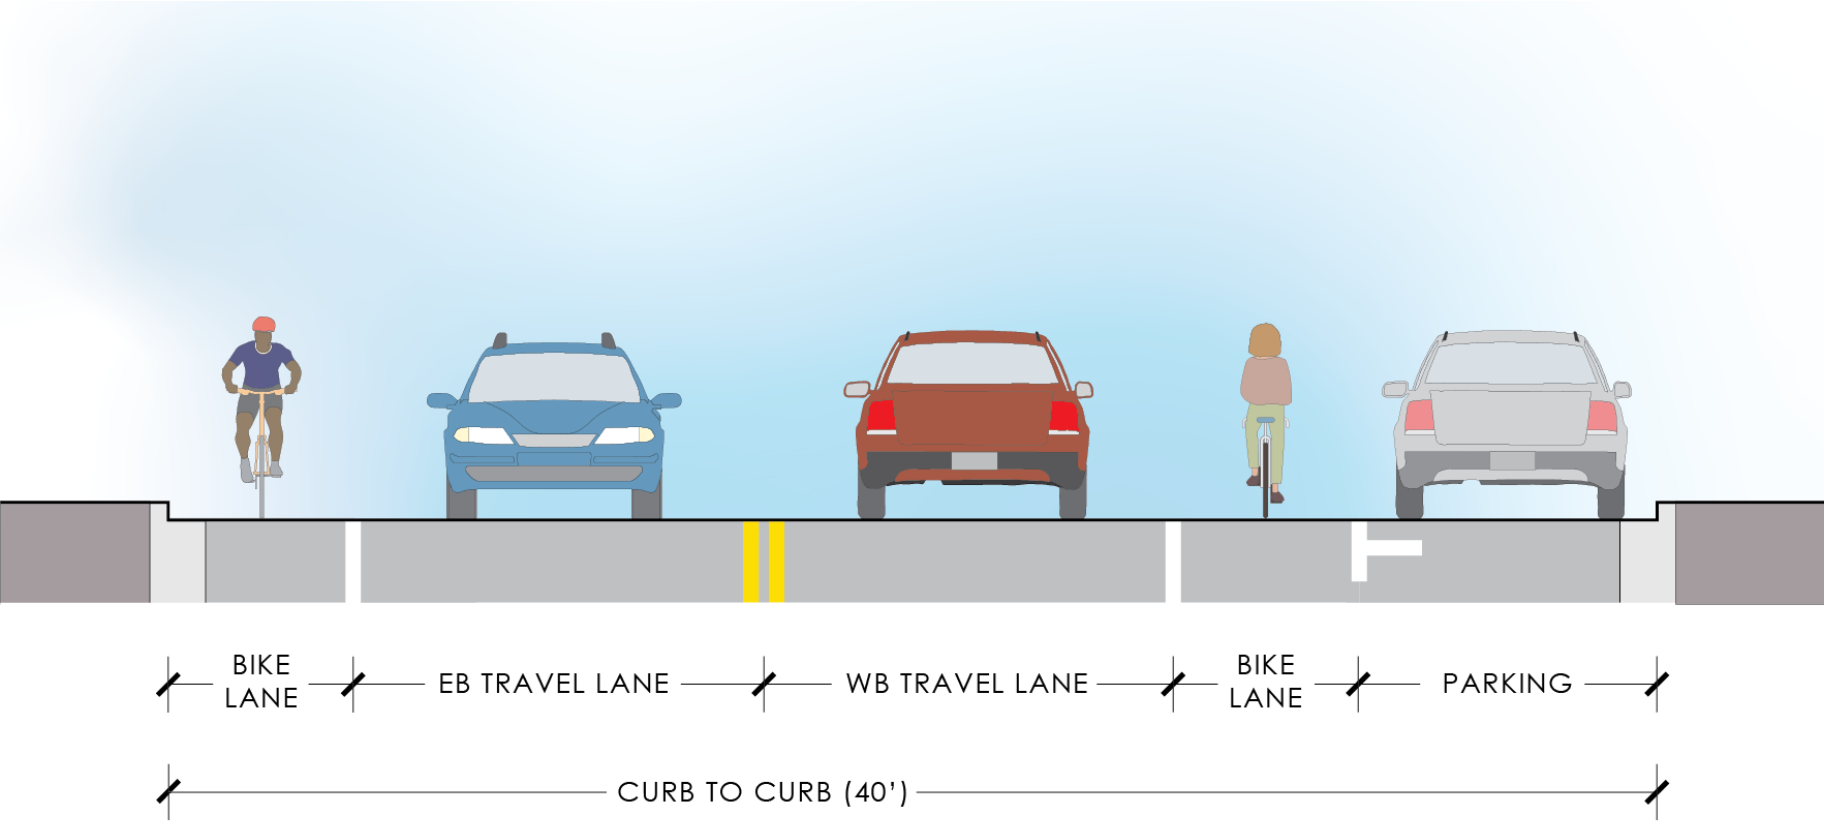 BIKE
LANE
EB TRAVEL LANE
WB TRAVEL LANE
BIKE
LANE
PARKING
CURB TO CURB (40’)